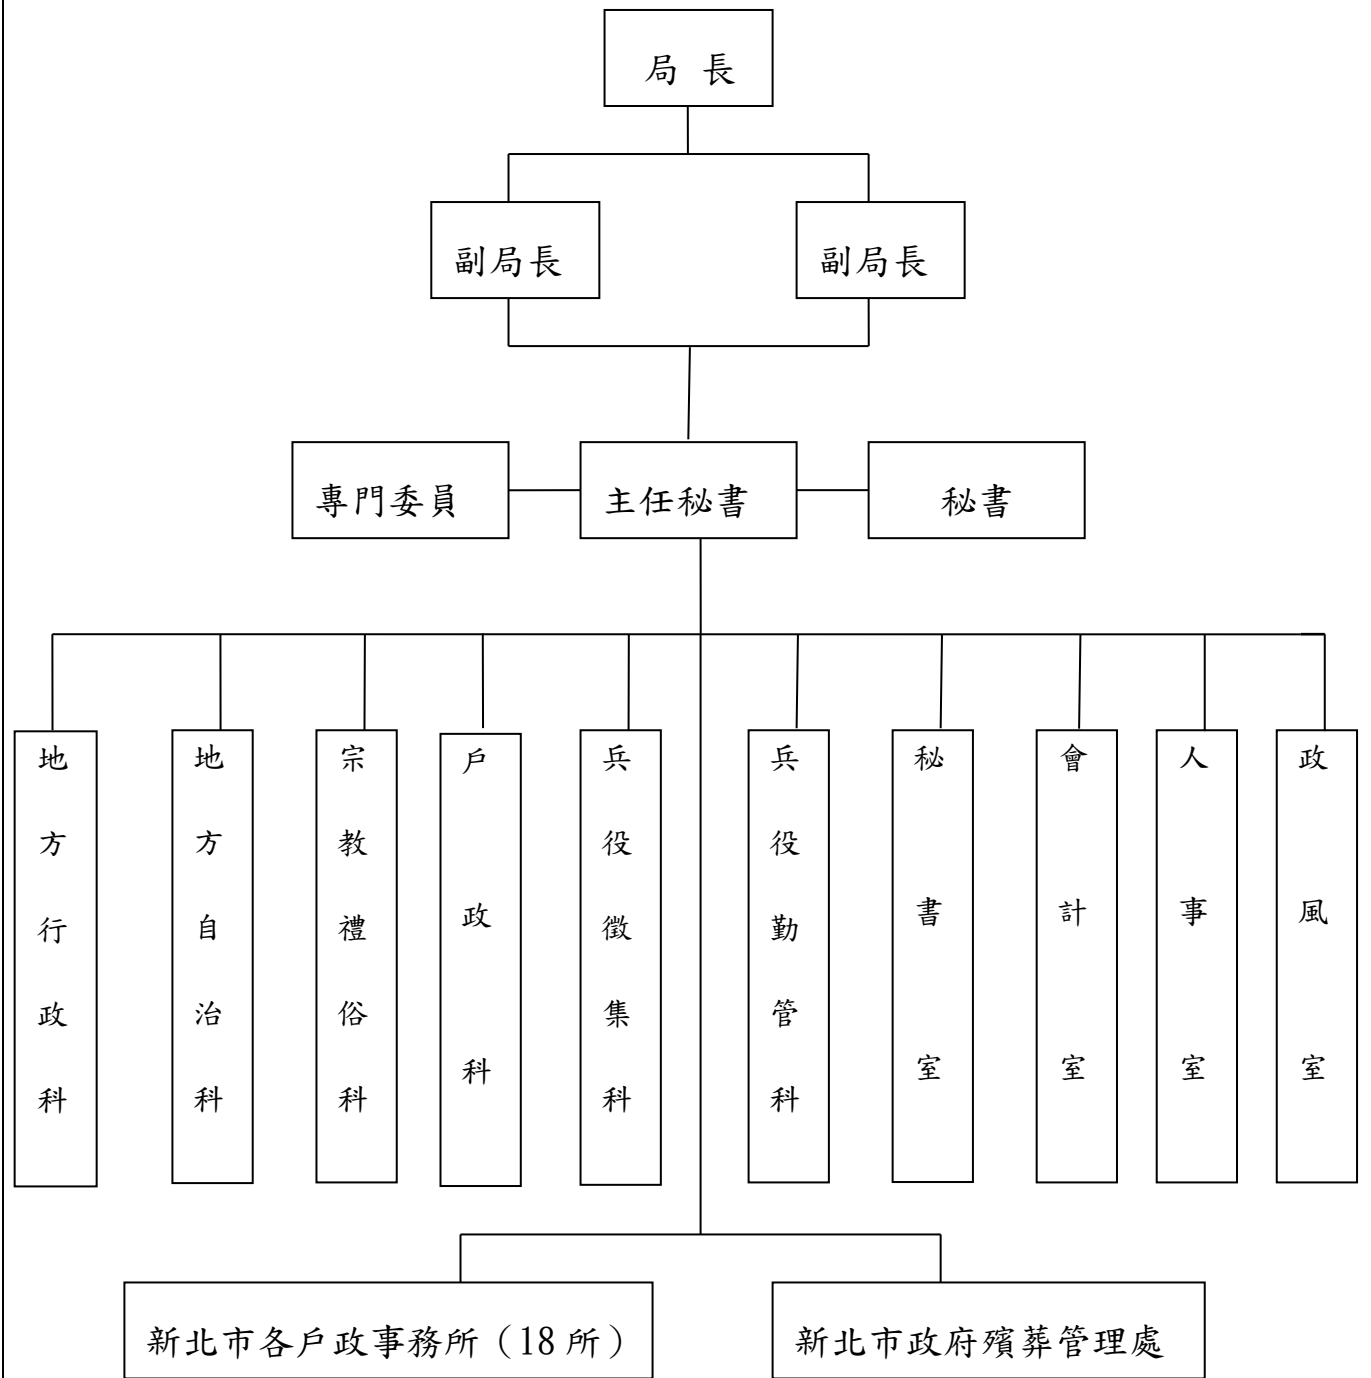 局 長
副局長
副局長
專門委員
主任秘書
秘書
地方行政科
地方自治科
宗教禮俗科
戶政科
兵役徵集科
兵役勤管科
秘書室
會計室
人事室
政風室
新北市各戶政事務所（18 所）
新北市政府殯葬管理處